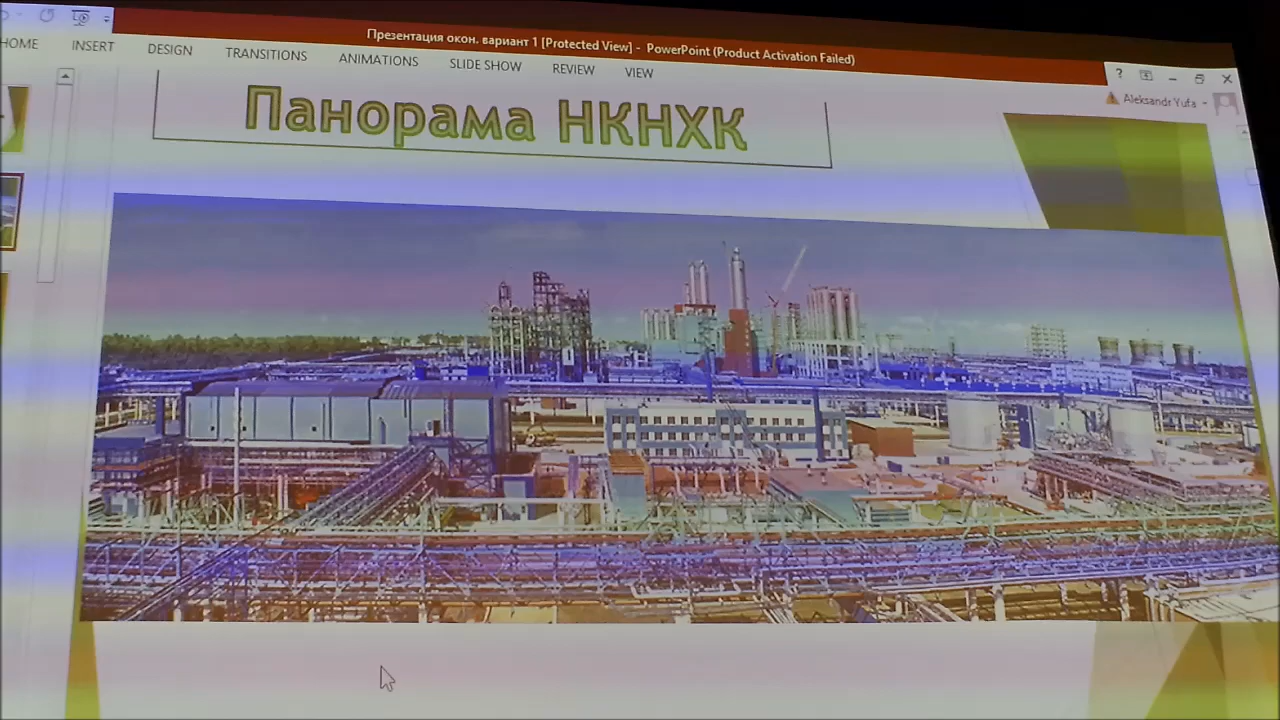 Презентация окон. вариант 1 [Protected View] - PowerPoint (Product Activation Failed)
HOME INSERT DESIGN TRANSITIONS ANIMATIONS SLIDE SHOW REVIEW VIEW
Aleksandr Yufa
Панорама НКНХК